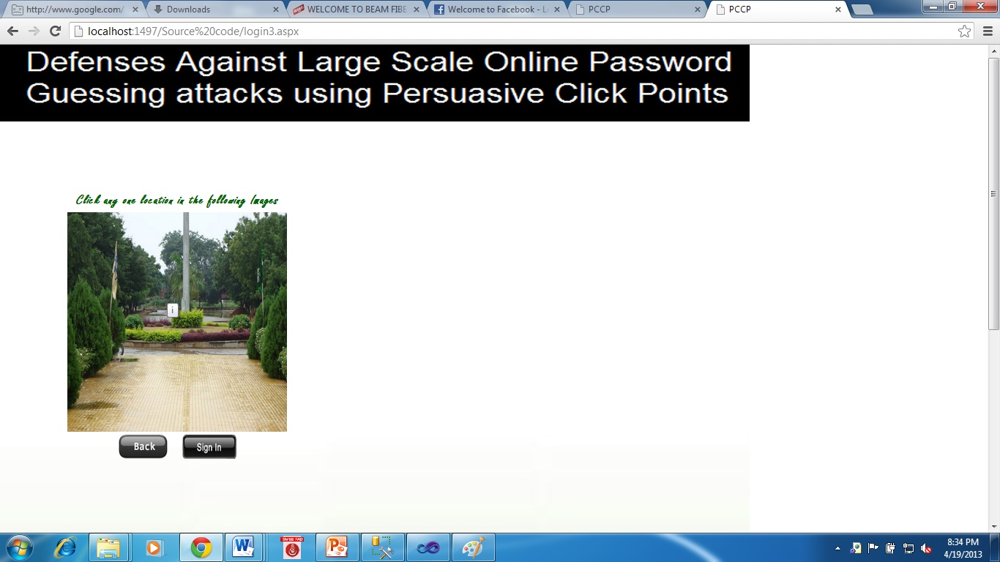 http://www.google.com/
Downloads
WELCOME TO BEAM FIBE
Welcome to Facebook - L
PCCP
PCCP
localhost:1497/Source%20code/login3.aspx
Defenses Against Large Scale Online Password
Guessing attacks using Persuasive Click Points
Click any one location in the following Images
i
Back
Sign In
8:34 PM
4/19/2013